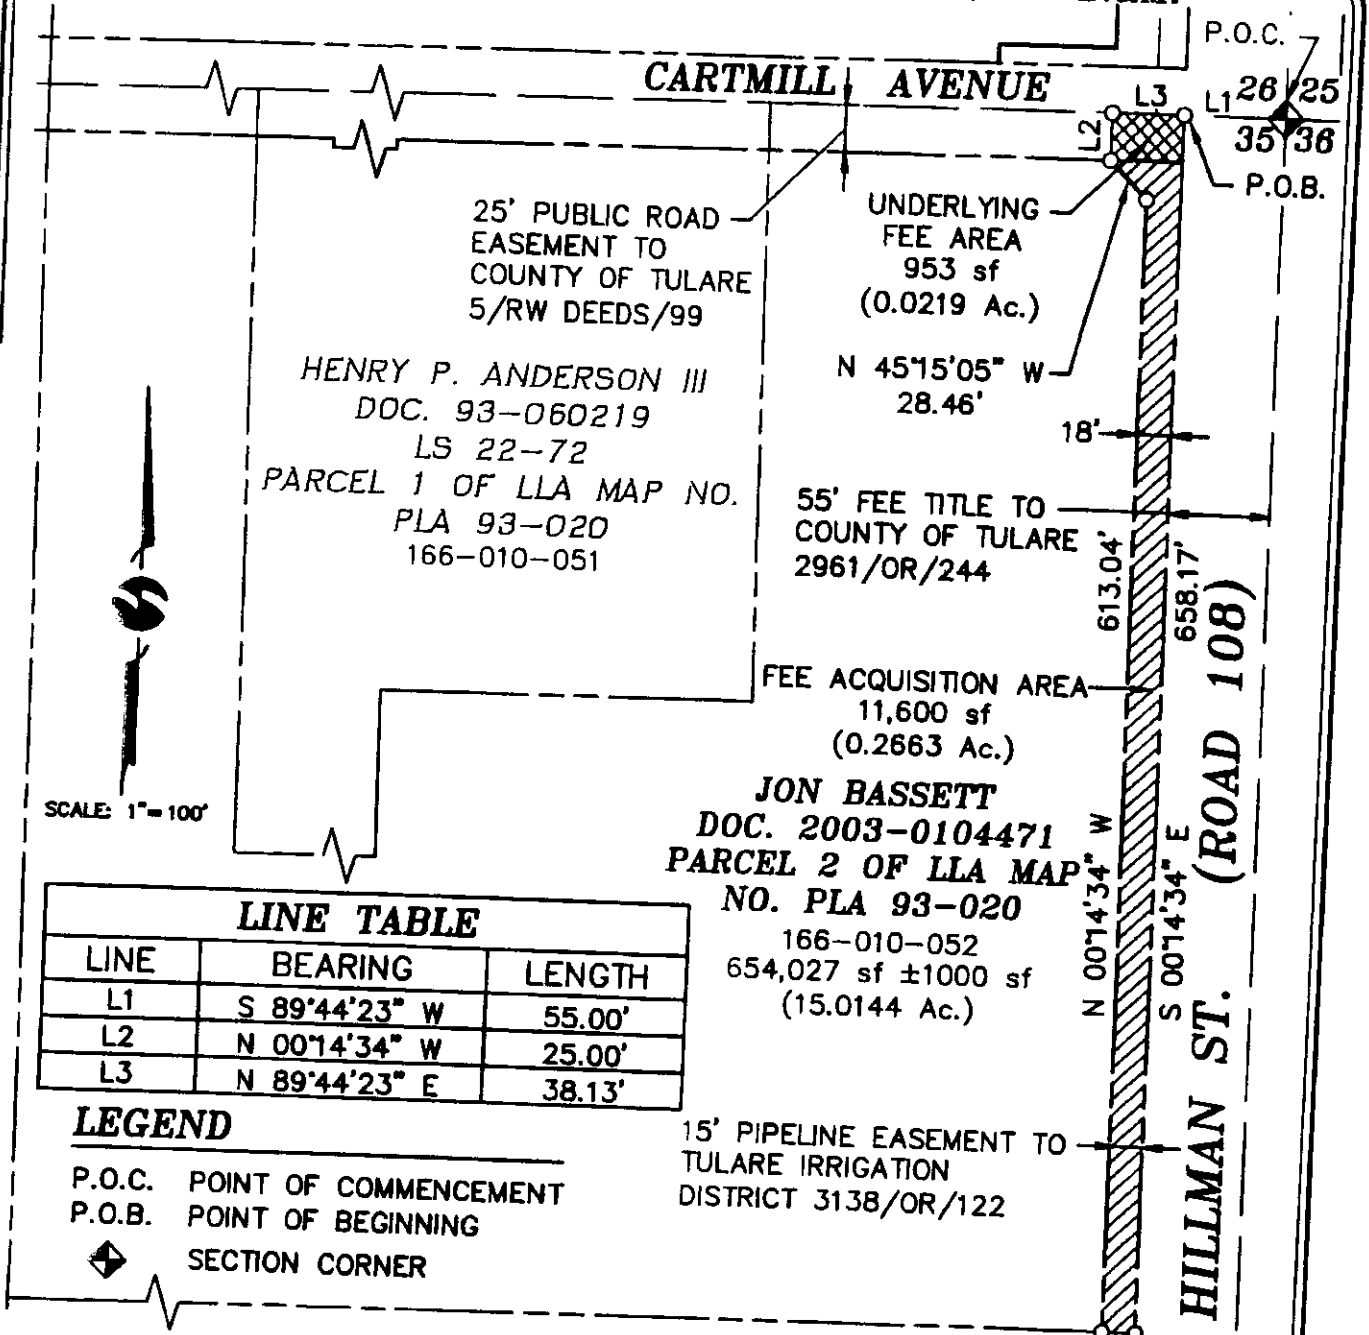 P.O.C.
CARTMILL AVENUE
L3
L1
26 25
35 36
L2
P.O.B.
25' PUBLIC ROAD
EASEMENT TO
COUNTY OF TULARE
5/RW DEEDS/99
UNDERLYING
FEE AREA
953 sf
(0.0219 Ac.)
HENRY P. ANDERSON III
DOC. 93-060219
LS 22-72
PARCEL 1 OF LLA MAP NO.
PLA 93-020
166-010-051
N 45°15'05" W
28.46'
18'
55' FEE TITLE TO
COUNTY OF TULARE
2961/OR/244
613.04'
658.17'
FEE ACQUISITION AREA
11,600 sf
(0.2663 Ac.)
SCALE: 1"=100'
JON BASSETT
DOC. 2003-0104471
PARCEL 2 OF LLA MAP
NO. PLA 93-020
166-010-052
654,027 sf ±1000 sf
(15.0144 Ac.)
N 00°14'34" W
S 00°14'34" E
HILLMAN ST. (ROAD 108)
LINE TABLE
LINE BEARING LENGTH
L1 S 89°44'23" W 55.00'
L2 N 00°14'34" W 25.00'
L3 N 89°44'23" E 38.13'
LEGEND
P.O.C. POINT OF COMMENCEMENT
P.O.B. POINT OF BEGINNING
SECTION CORNER
15' PIPELINE EASEMENT TO
TULARE IRRIGATION
DISTRICT 3138/OR/122